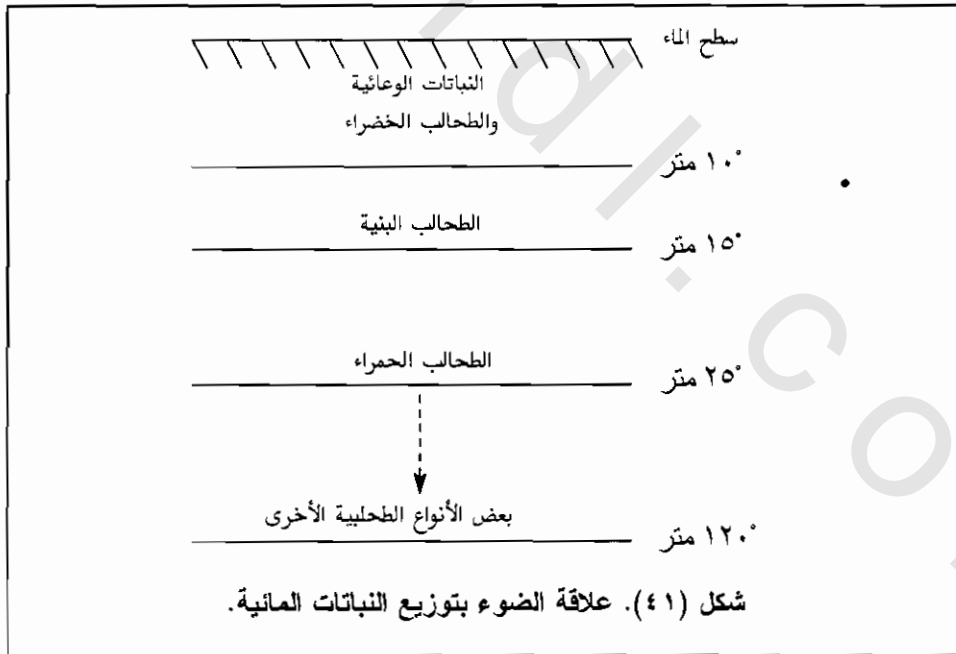 سطح الماء
النباتات الوعائية
والطحالب الخضراء
١٠° متر
الطحالب البنية
١٥° متر
الطحالب الحمراء
٢٥° متر
بعض الأنواع الطحلبية الأخرى
١٢٠° متر
شكل (٤١). علاقة الضوء بتوزيع النباتات المائية.